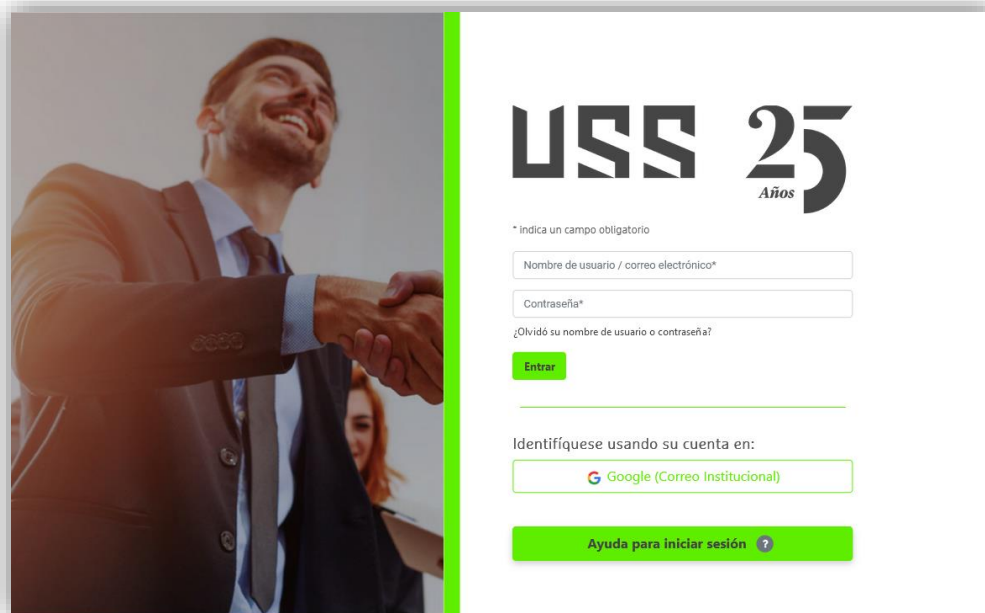 USS 25
Años
* indica un campo obligatorio
Nombre de usuario / correo electrónico*
Contraseña*
¿Olvidó su nombre de usuario o contraseña?
Entrar
Identifíquese usando su cuenta en:
G Google (Correo Institucional)
Ayuda para iniciar sesión ?